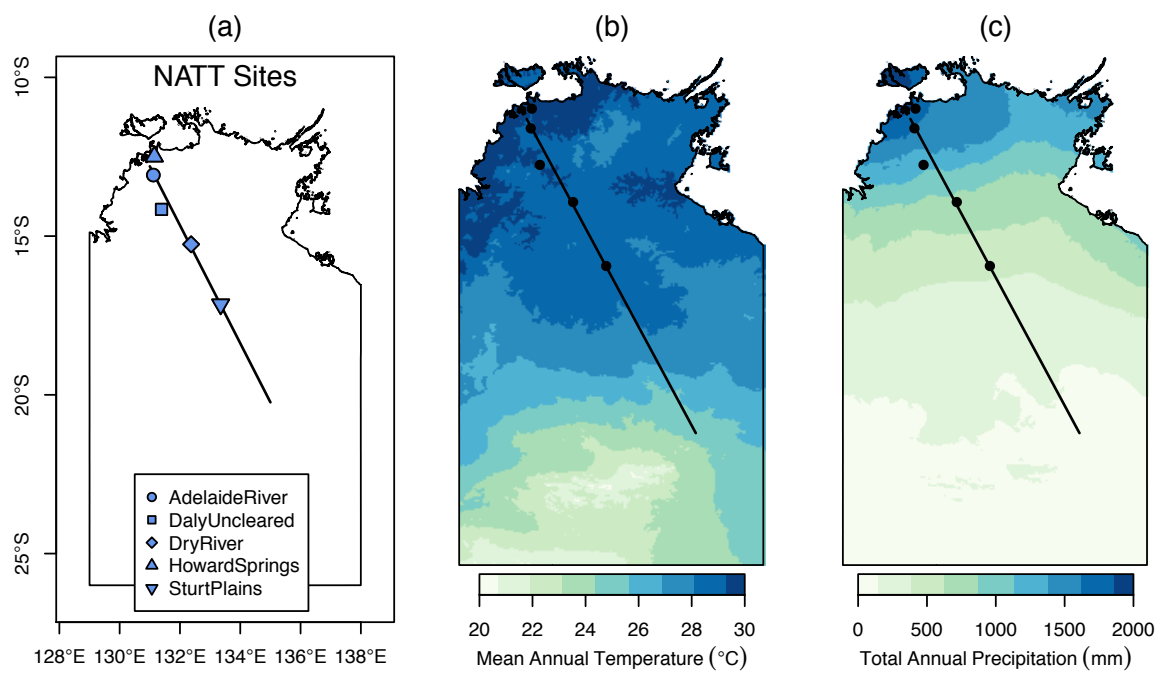 (a)
NATT Sites
10°S
15°S
20°S
25°S
AdelaideRiver
DalyUncleared
DryRiver
HowardSprings
SturtPlains
128°E 130°E 132°E 134°E 136°E 138°E
(b)
20 22 24 26 28 30
Mean Annual Temperature (°C)
(c)
0 500 1000 1500 2000
Total Annual Precipitation (mm)